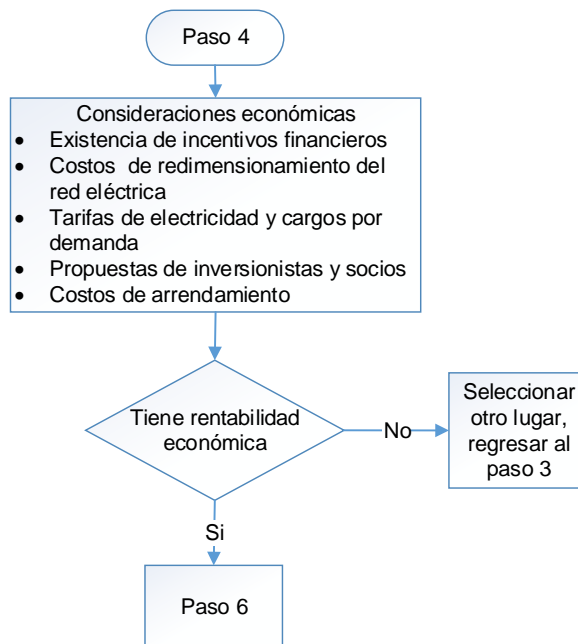 Paso 4
Consideraciones económicas
• Existencia de incentivos financieros
• Costos de redimensionamiento del
red eléctrica
• Tarifas de electricidad y cargos por
demanda
• Propuestas de inversionistas y socios
• Costos de arrendamiento
Tiene rentabilidad
económica
No
Seleccionar
otro lugar,
regresar al
paso 3
Si
Paso 6